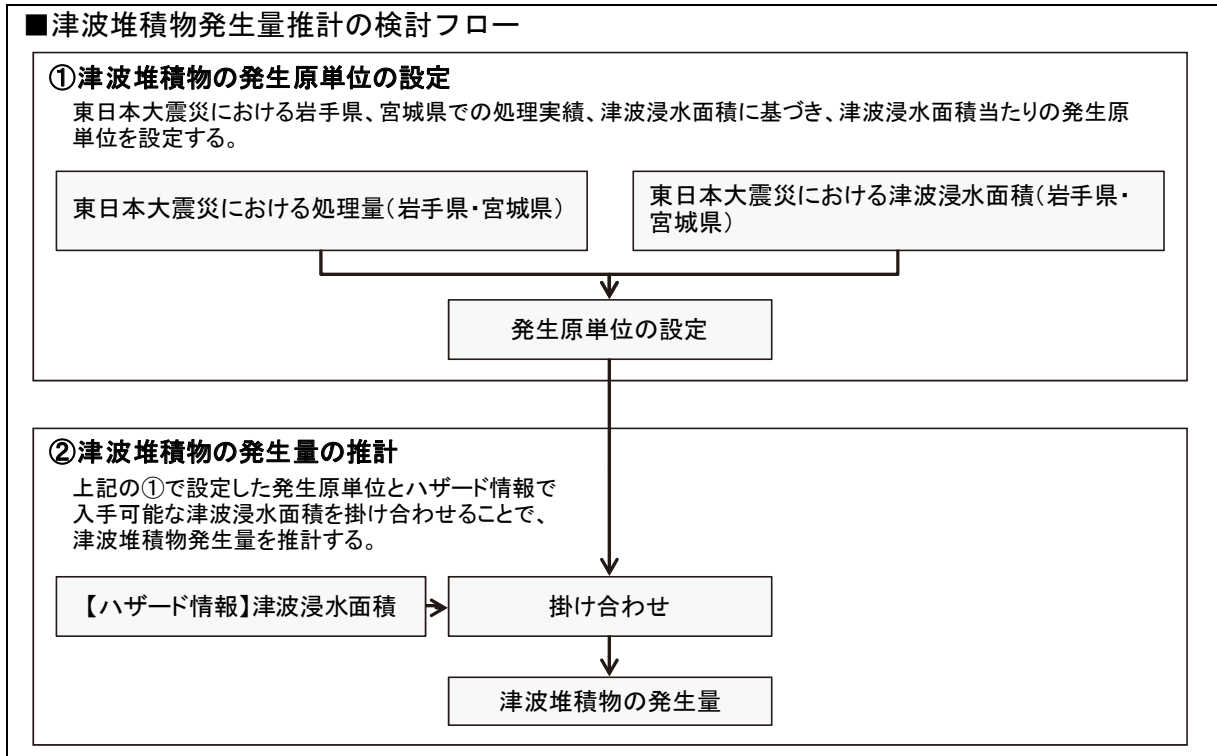 ■津波堆積物発生量推計の検討フロー
①津波堆積物の発生原単位の設定
東日本大震災における岩手県、宮城県での処理実績、津波浸水面積に基づき、津波浸水面積当たりの発生原
単位を設定する。
東日本大震災における処理量(岩手県・宮城県)
東日本大震災における津波浸水面積(岩手県・
宮城県)
発生原単位の設定
②津波堆積物の発生量の推計
上記の①で設定した発生原単位とハザード情報で
入手可能な津波浸水面積を掛け合わせることで、
津波堆積物発生量を推計する。
【ハザード情報】津波浸水面積
掛け合わせ
津波堆積物の発生量